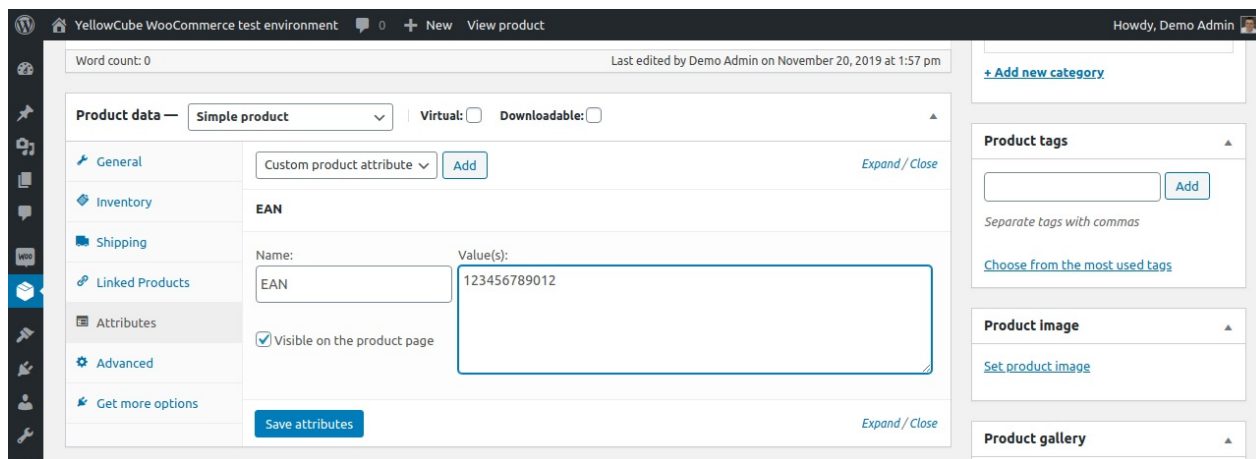 YellowCube WooCommerce test environment 0 + New View product Howdy, Demo Admin
Word count: 0 Last edited by Demo Admin on November 20, 2019 at 1:57 pm
+ Add new category
Product data — Simple product Virtual: Downloadable:
General
Inventory
Shipping
Linked Products
Attributes
Advanced
Get more options
Custom product attribute Add Expand / Close
EAN
Name: Value(s):
EAN 123456789012
Visible on the product page
Save attributes Expand / Close
Product tags
Add
Separate tags with commas
Choose from the most used tags
Product image
Set product image
Product gallery
WOO